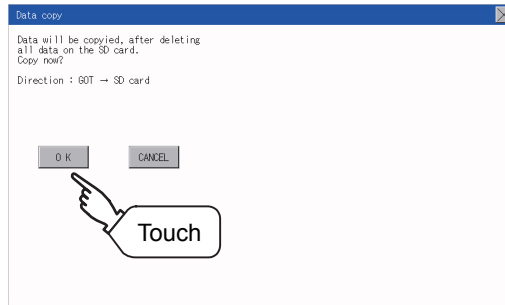 Data copy
Data will be copyied, after deleting
all data on the SD card.
Copy now?
Direction : GOT → SD card
O K
CANCEL
Touch